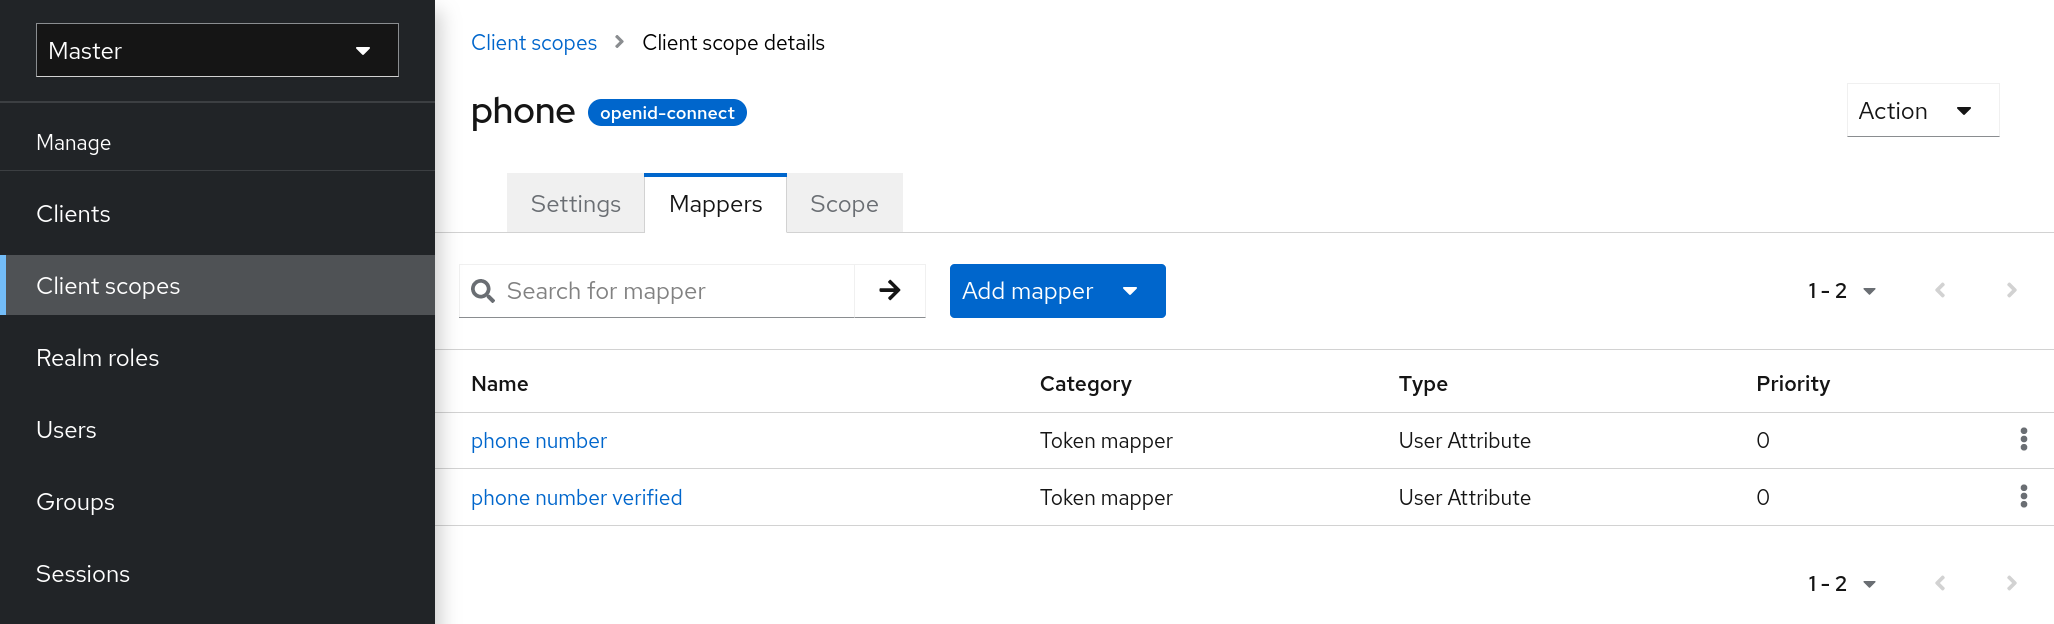 Master
Manage
Clients
Client scopes
Realm roles
Users
Groups
Sessions
Client scopes > Client scope details
phone openid-connect
Action
Settings Mappers Scope
Search for mapper Add mapper 1 - 2
Name Category Type Priority
phone number Token mapper User Attribute 0
phone number verified Token mapper User Attribute 0
1 - 2